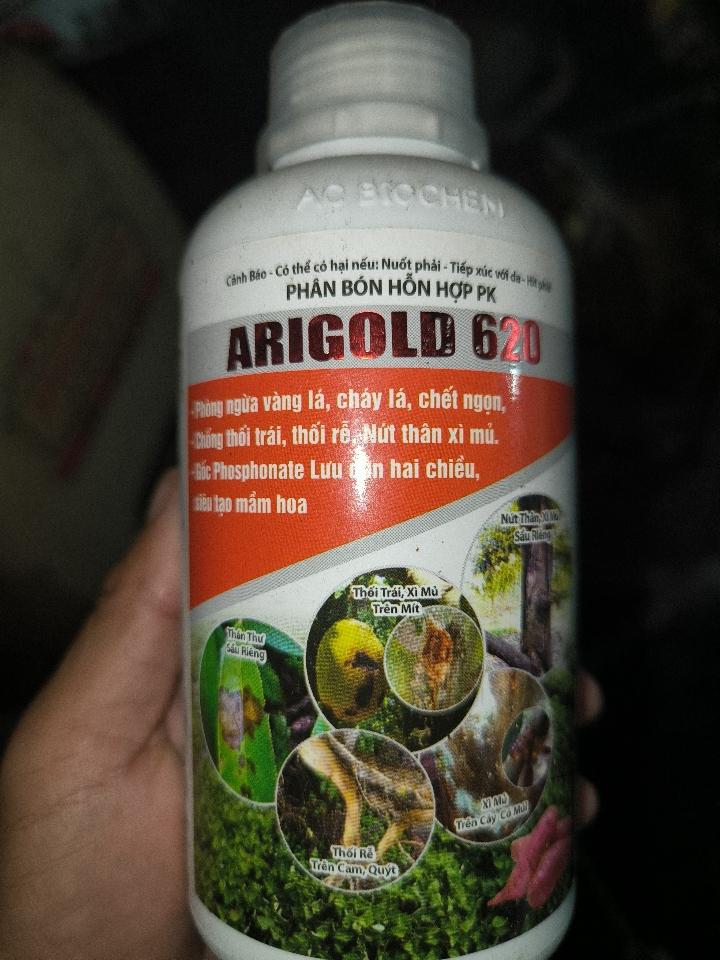 AC BIOCHEM
Cảnh Báo - Có thể có hại nếu: Nuốt phải - Tiếp xúc với da - Hít phải
PHÂN BÓN HỖN HỢP PK
ARIGOLD 620
- Phòng ngừa vàng lá, cháy lá, chết ngọn,
- Chống thối trái, thối rễ, Nứt thân xì mủ.
- Gốc Phosphonate Lưu dẫn hai chiều,
siêu tạo mầm hoa
Nứt Thân, Xì Mủ
Sầu Riêng
Thối Trái, Xì Mủ
Trên Mít
Thán Thư
Sầu Riêng
Xì Mủ
Trên Cây Có Múi
Thối Rễ
Trên Cam, Quýt